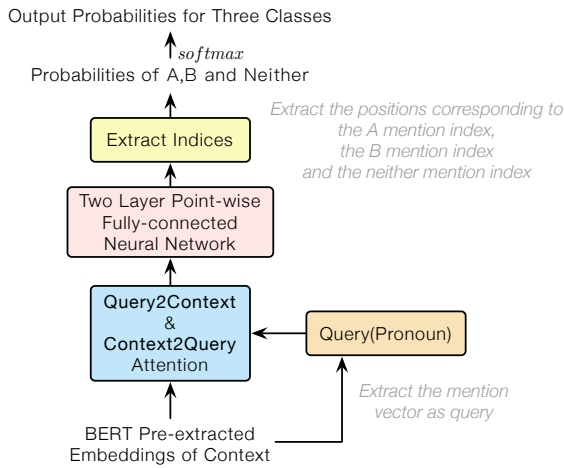 Output Probabilities for Three Classes
softmax
Probabilities of A,B and Neither
Extract the positions corresponding to
the A mention index,
the B mention index
and the neither mention index
Extract Indices
Two Layer Point-wise
Fully-connected
Neural Network
Query2Context
&
Context2Query
Attention
Query(Pronoun)
Extract the mention
vector as query
BERT Pre-extracted
Embeddings of Context